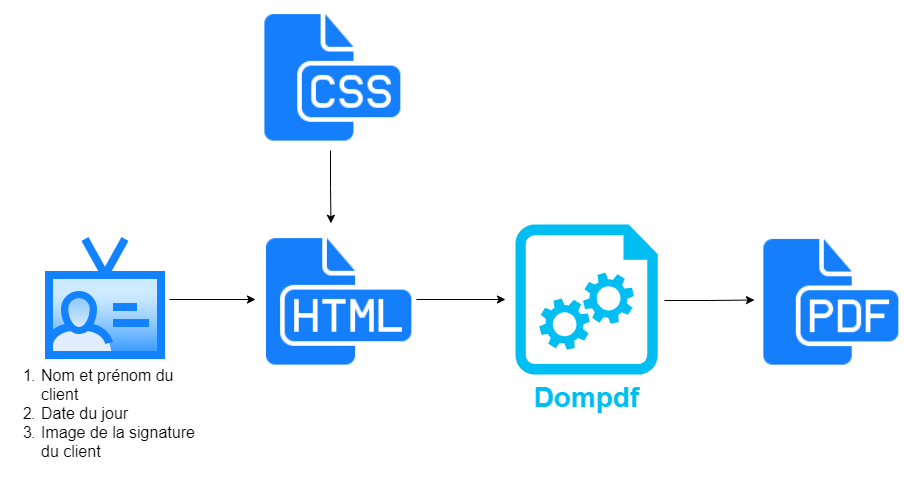 CSS
HTML
PDF
Dompdf
1. Nom et prénom du
client
2. Date du jour
3. Image de la signature
du client